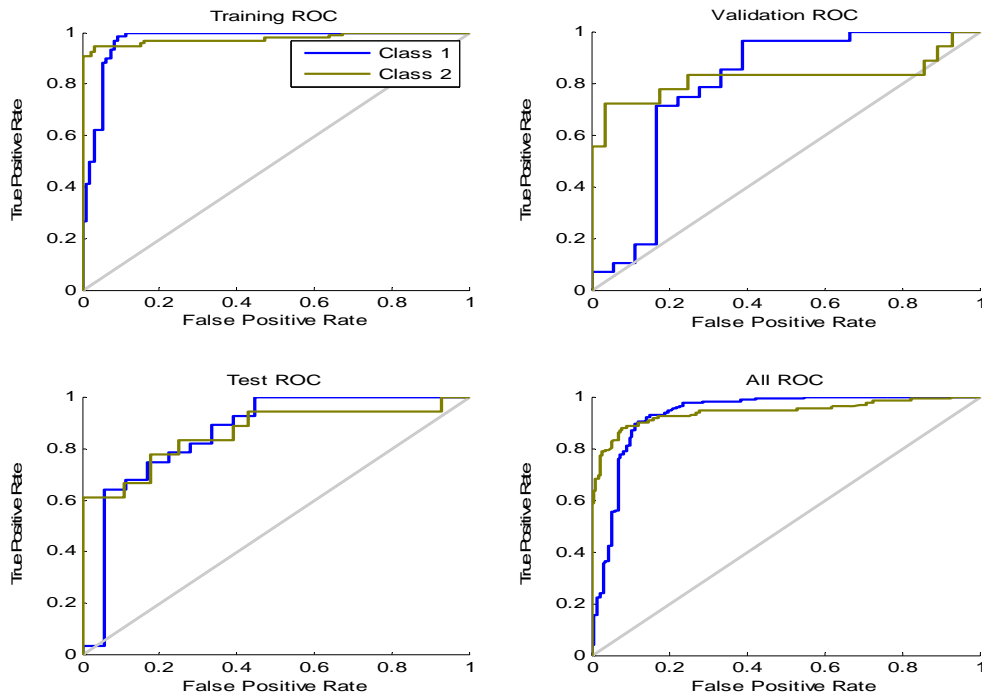 Training ROC
1
0.8
0.6
0.4
0.2
0
True Positive Rate
Class 1
Class 2
0 0.2 0.4 0.6 0.8 1
False Positive Rate
Validation ROC
1
0.8
0.6
0.4
0.2
0
True Positive Rate
0 0.2 0.4 0.6 0.8 1
False Positive Rate
Test ROC
1
0.8
0.6
0.4
0.2
0
True Positive Rate
0 0.2 0.4 0.6 0.8 1
False Positive Rate
All ROC
1
0.8
0.6
0.4
0.2
0
True Positive Rate
0 0.2 0.4 0.6 0.8 1
False Positive Rate